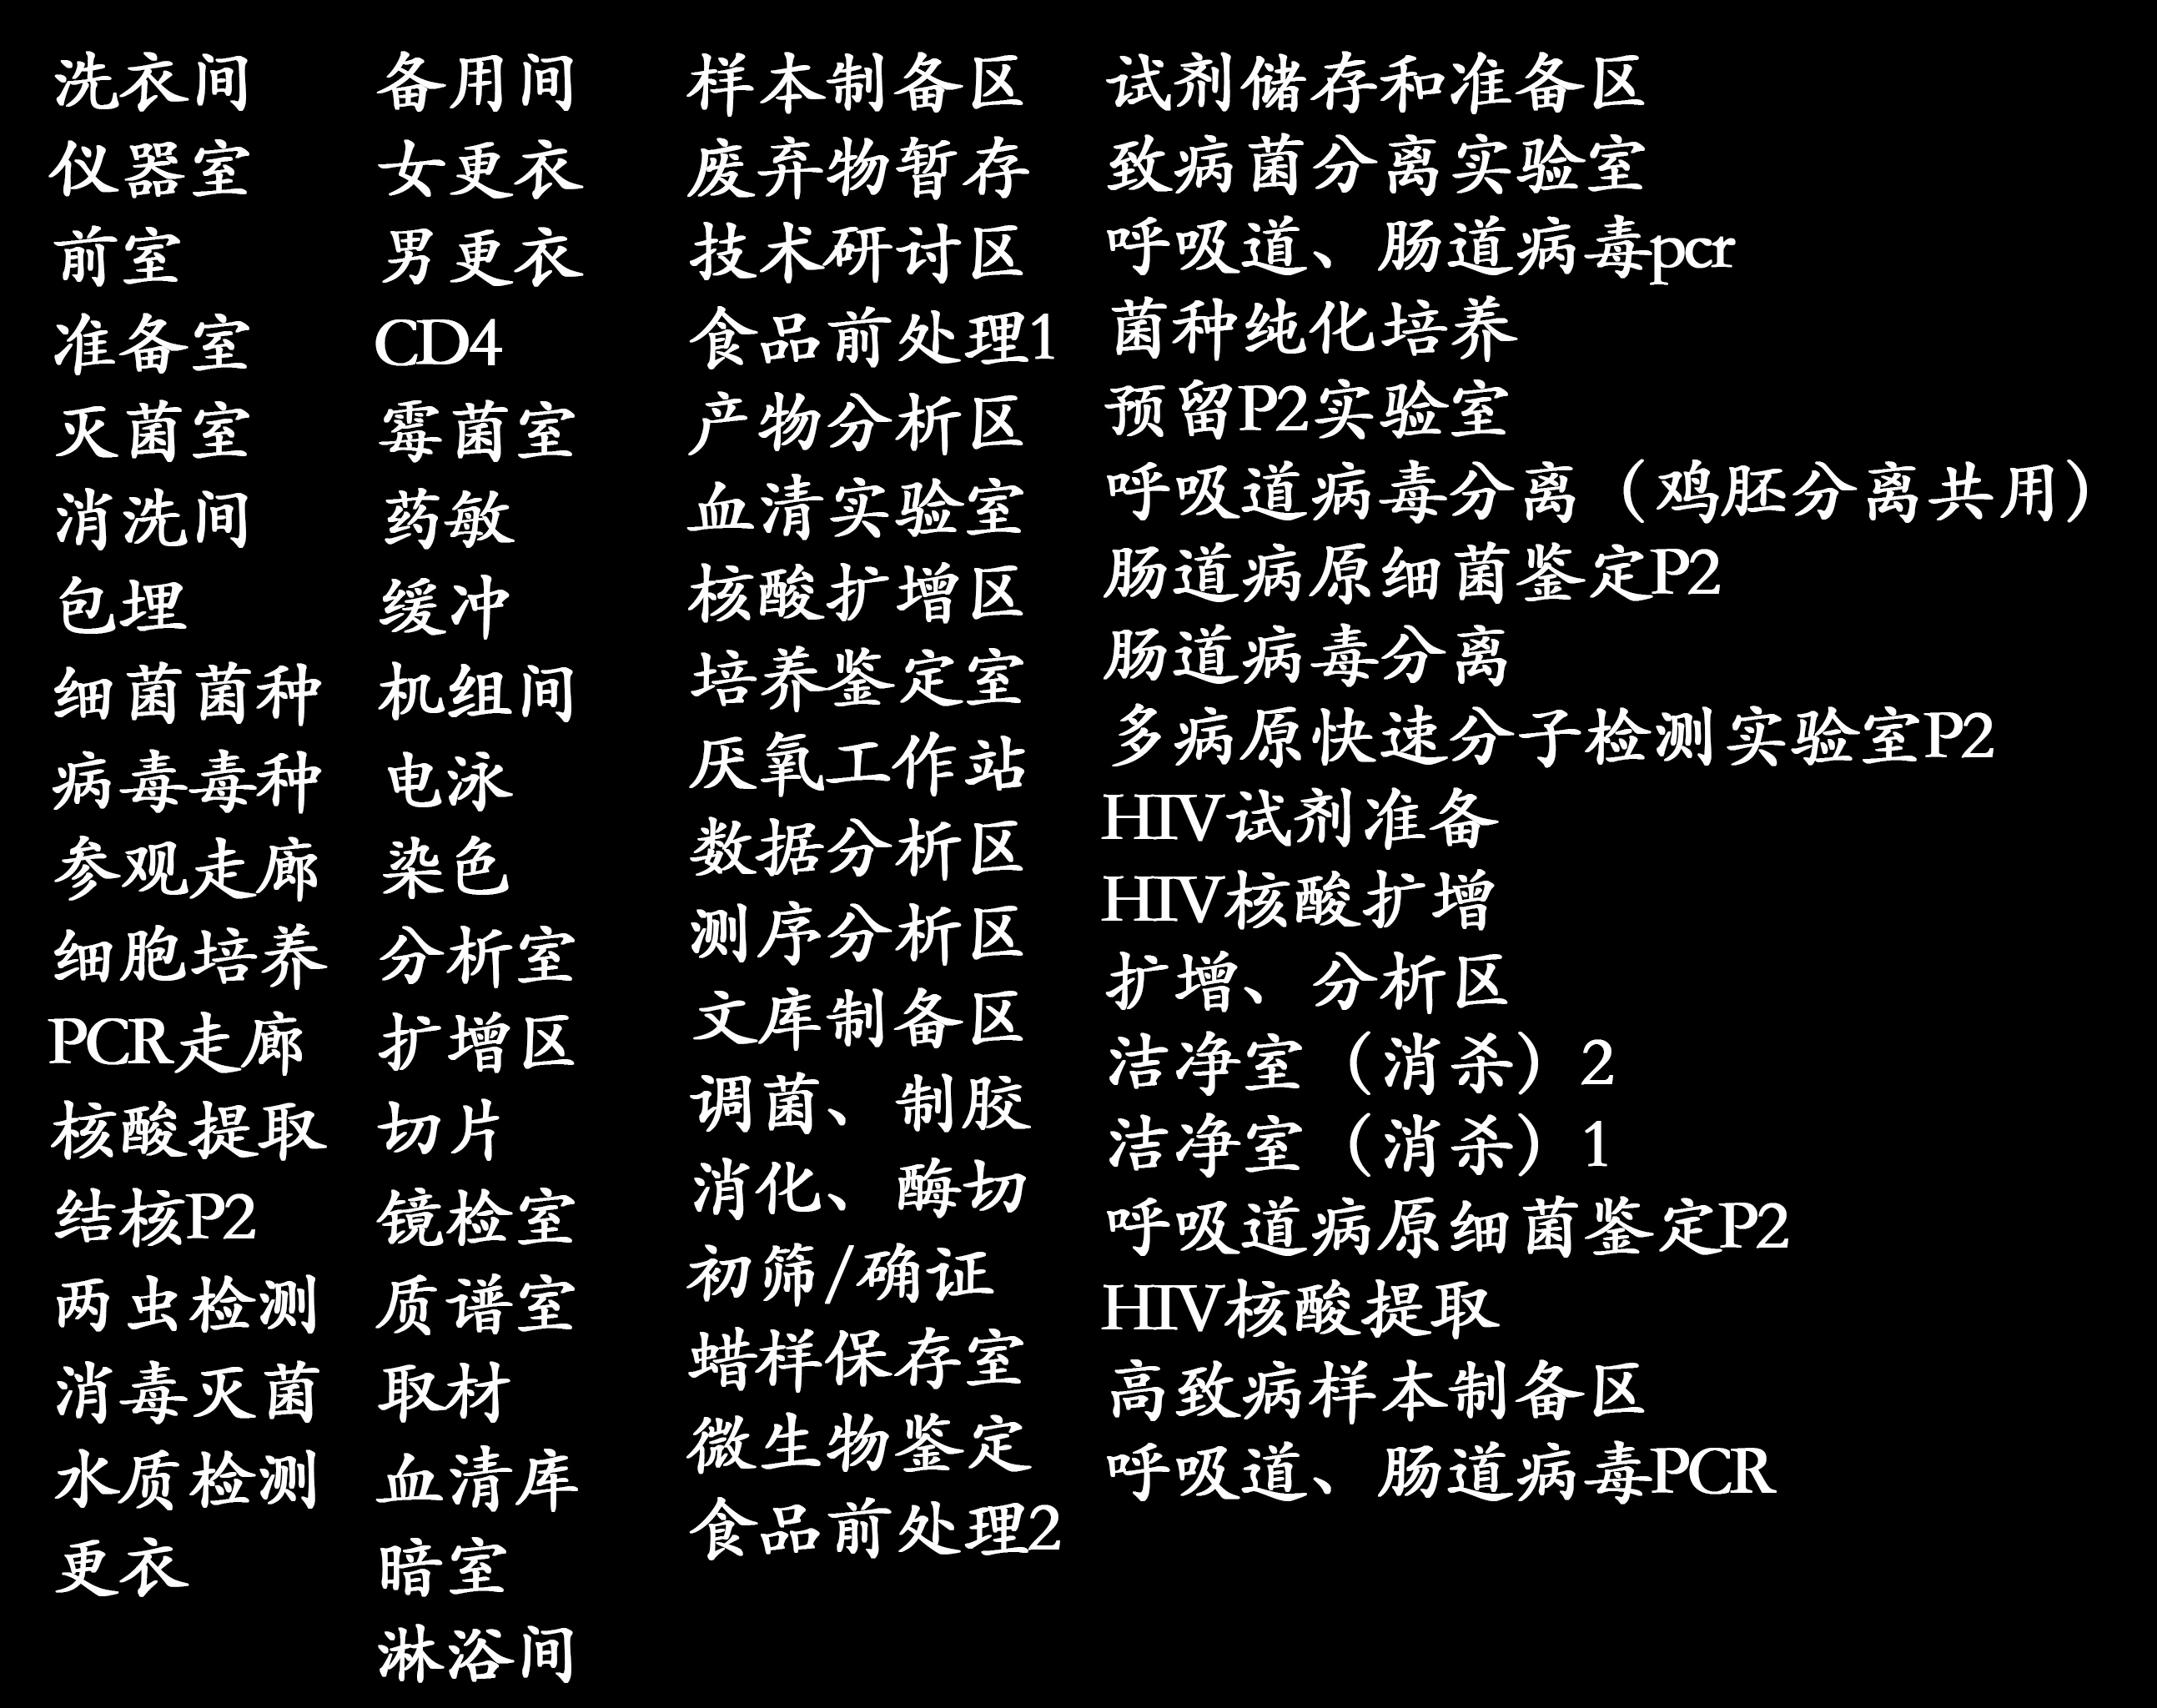 洗衣间
仪器室
前室
准备室
灭菌室
消洗间
包埋
细菌菌种
病毒毒种
参观走廊
细胞培养
PCR走廊
核酸提取
结核P2
两虫检测
消毒灭菌
水质检测
更衣
备用间
女更衣
男更衣
CD4
霉菌室
药敏
缓冲
机组间
电泳
染色
分析室
扩增区
切片
镜检室
质谱室
取材
血清库
暗室
淋浴间
样本制备区
废弃物暂存
技术研讨区
食品前处理1
产物分析区
血清实验室
核酸扩增区
培养鉴定室
厌氧工作站
数据分析区
测序分析区
文库制备区
调菌、制胶
消化、酶切
初筛/确证
蜡样保存室
微生物鉴定
食品前处理2
试剂储存和准备区
致病菌分离实验室
呼吸道、肠道病毒pcr
菌种纯化培养
预留P2实验室
呼吸道病毒分离（鸡胚分离共用）
肠道病原细菌鉴定P2
肠道病毒分离
多病原快速分子检测实验室P2
HIV试剂准备
HIV核酸扩增
扩增、分析区
洁净室（消杀）2
洁净室（消杀）1
呼吸道病原细菌鉴定P2
HIV核酸提取
高致病样本制备区
呼吸道、肠道病毒PCR